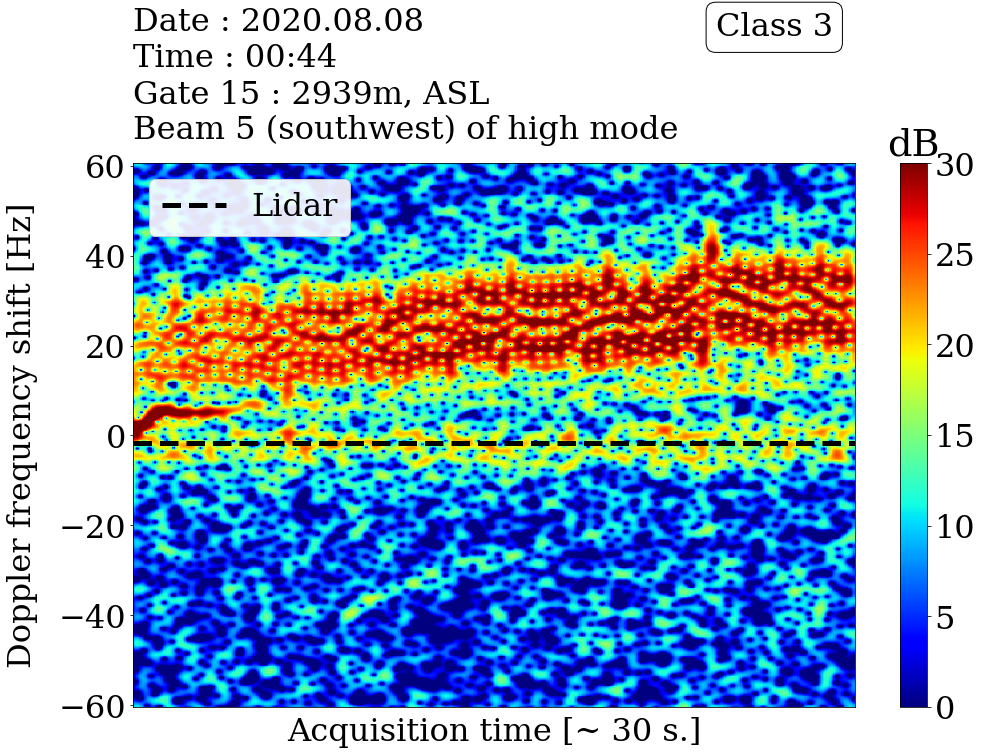 Date : 2020.08.08
Time : 00:44
Gate 15 : 2939m, ASL
Beam 5 (southwest) of high mode
Class 3
dB
Lidar
60
40
20
0
−20
−40
−60
Doppler frequency shift [Hz]
Acquisition time [~ 30 s.]
30
25
20
15
10
5
0